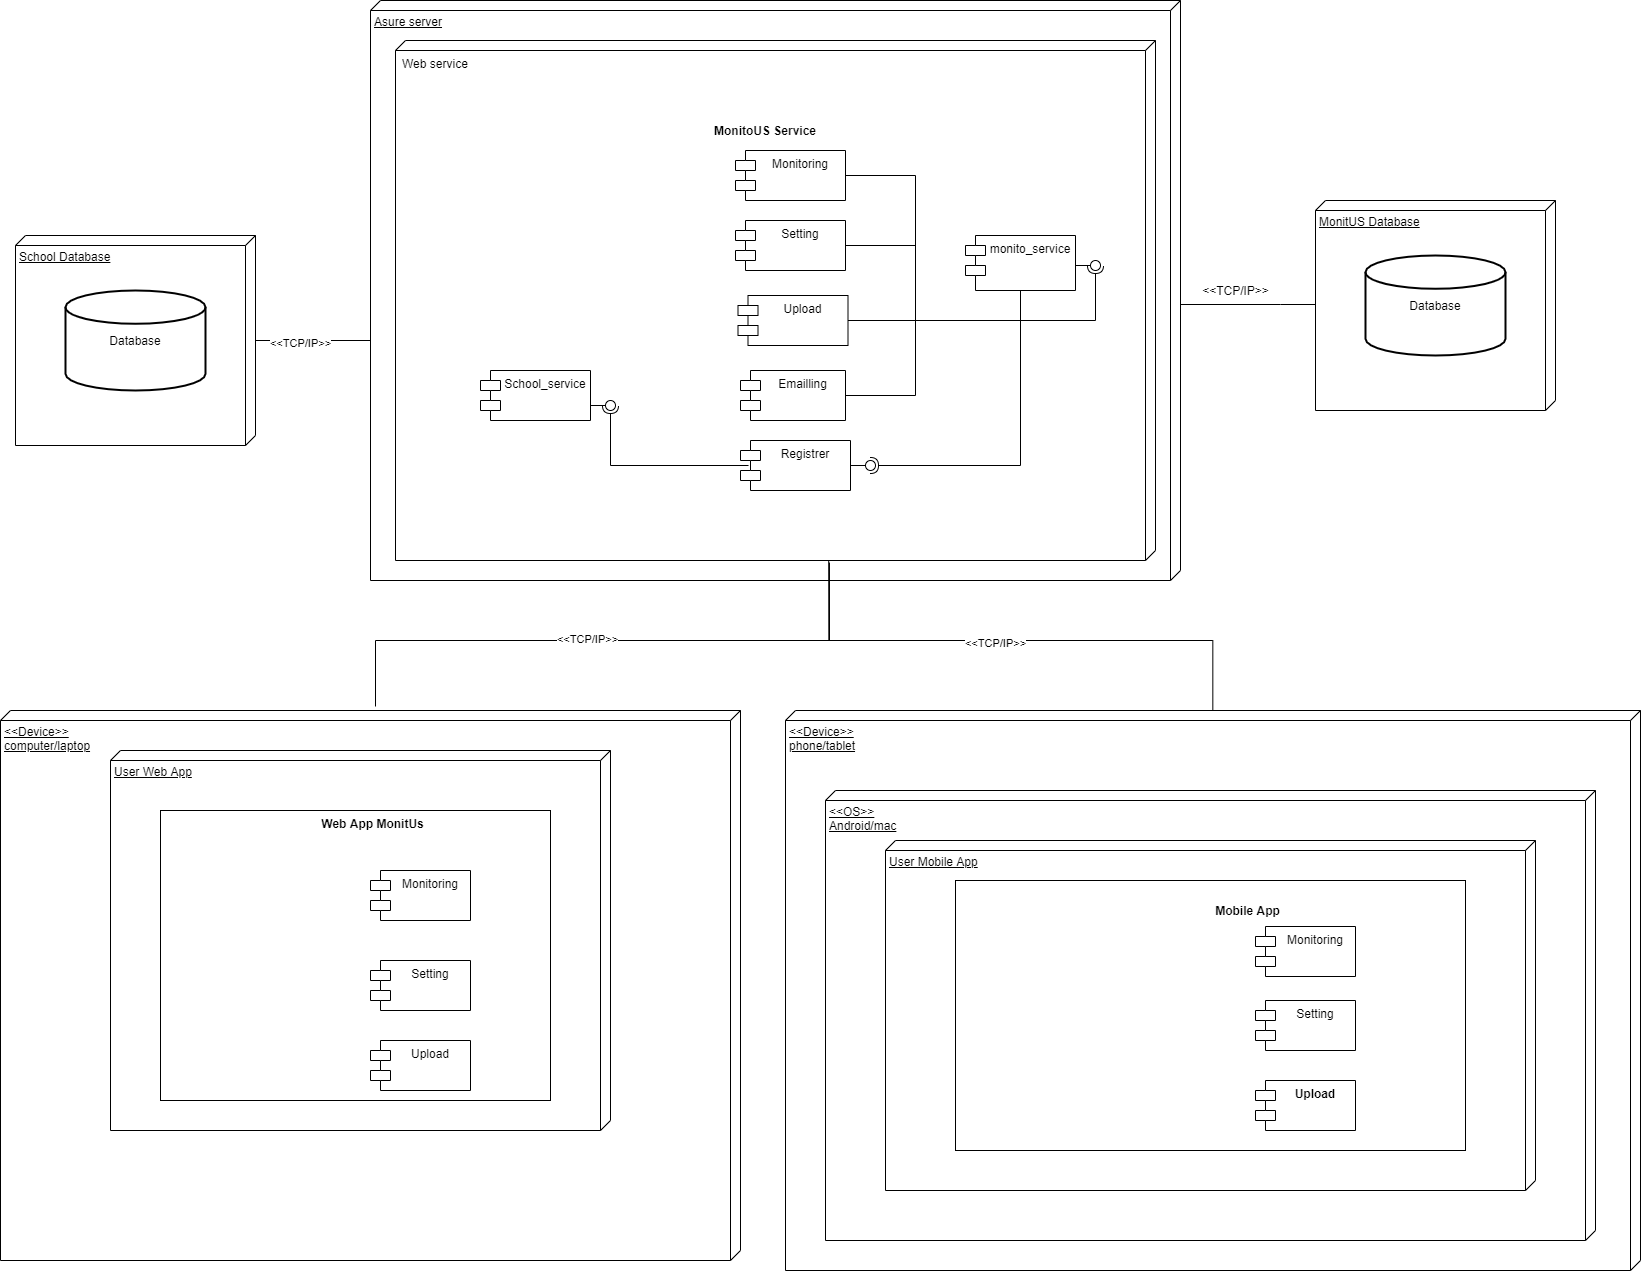 Asure server
Web service
MonitoUS Service
Monitoring
Setting
monito_service
Upload
School_service
Emailling
Registrer
School Database
Database
<<TCP/IP>>
MonitUS Database
Database
<<TCP/IP>>
<<TCP/IP>>
<<TCP/IP>>
<<Device>>
computer/laptop
User Web App
Web App MonitUs
Monitoring
Setting
Upload
<<Device>>
phone/tablet
<<OS>>
Android/mac
User Mobile App
Mobile App
Monitoring
Setting
Upload